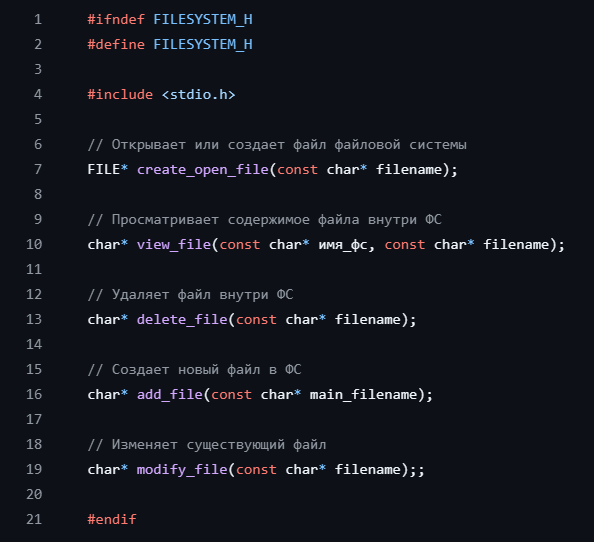 1 #ifndef FILESYSTEM_H
2 #define FILESYSTEM_H
3
4 #include <stdio.h>
5
6 // Открывает или создает файл файловой системы
7 FILE* create_open_file(const char* filename);
8
9 // Просматривает содержимое файла внутри ФС
10 char* view_file(const char* имя_фс, const char* filename);
11
12 // Удаляет файл внутри ФС
13 char* delete_file(const char* filename);
14
15 // Создает новый файл в ФС
16 char* add_file(const char* main_filename);
17
18 // Изменяет существующий файл
19 char* modify_file(const char* filename);;
20
21 #endif